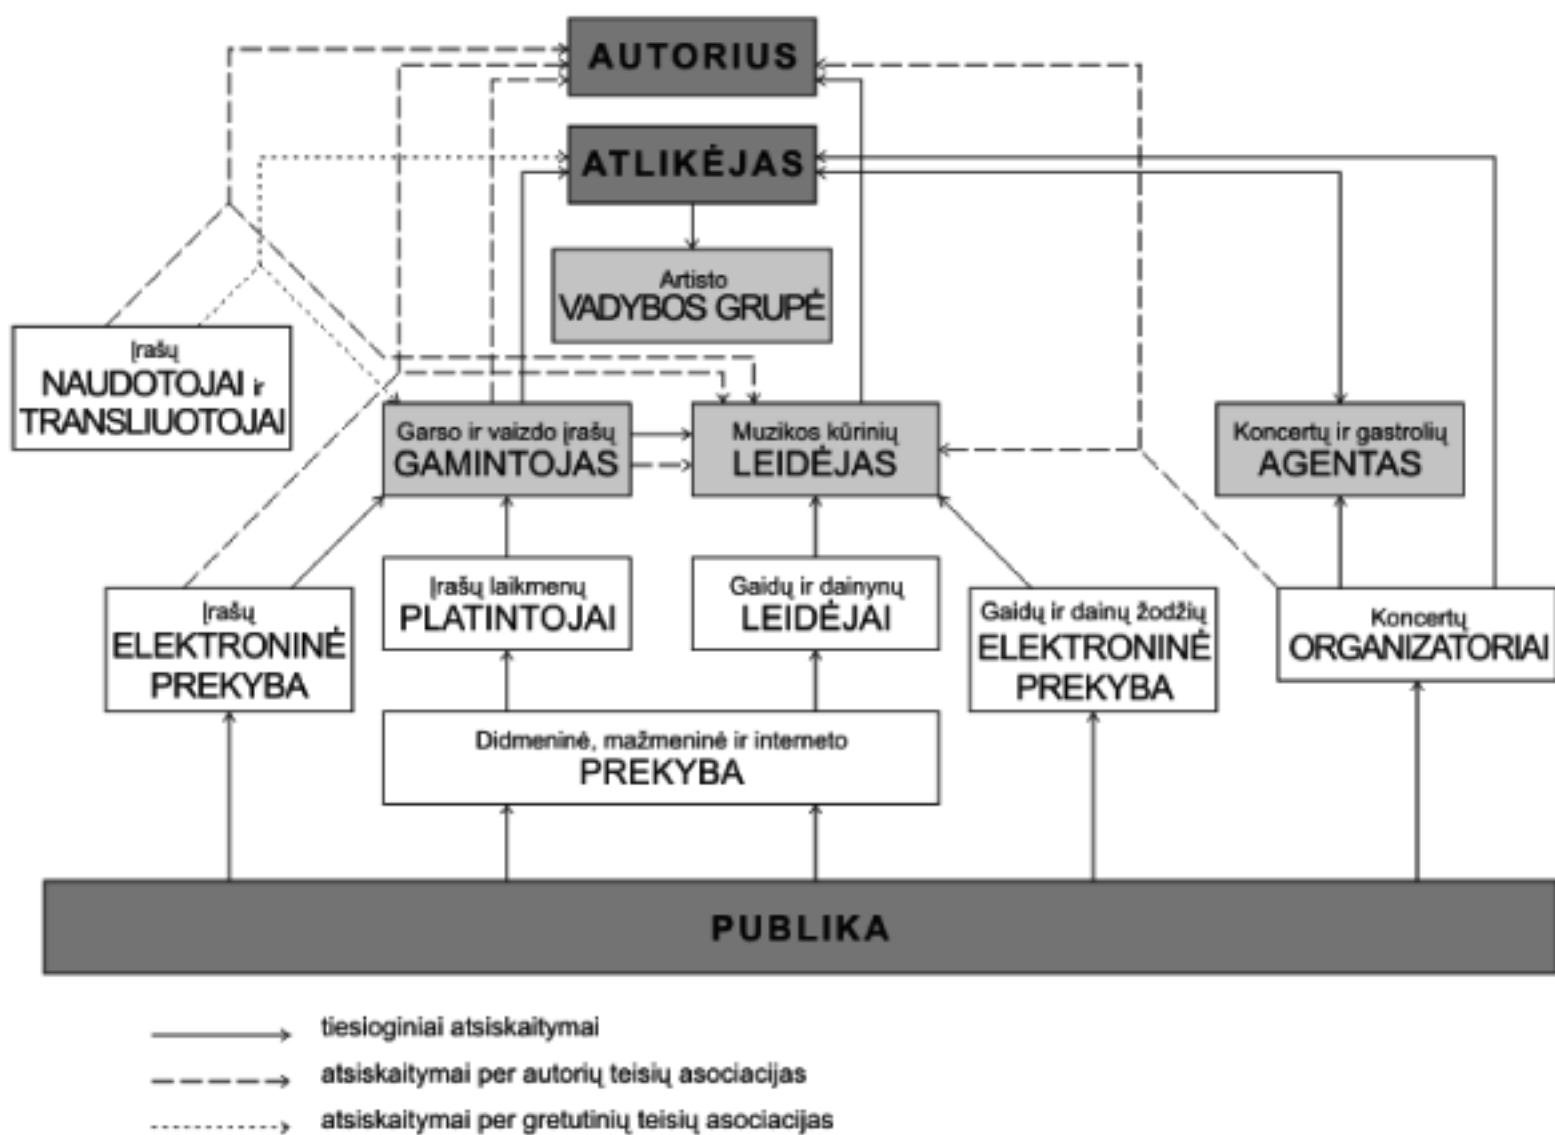 AUTORIUS
ATLIKĖJAS
Artisto
VADYBOS GRUPĖ
Įrašų
NAUDOTOJAI ir
TRANSLIUOTOJAI
Garso ir vaizdo įrašų
GAMINTOJAS
Muzikos kūrinių
LEIDĖJAS
Koncertų ir gastrolių
AGENTAS
Įrašų
ELEKTRONINĖ
PREKYBA
Įrašų laikmenų
PLATINTOJAI
Gaidų ir dainynų
LEIDĖJAI
Gaidų ir dainų žodžių
ELEKTRONINĖ
PREKYBA
Koncertų
ORGANIZATORIAI
Didmeninė, mažmeninė ir interneto
PREKYBA
PUBLIKA
tiesioginiai atsiskaitymai
atsiskaitymai per autorių teisių asociacijas
atsiskaitymai per gretutinių teisių asociacijas